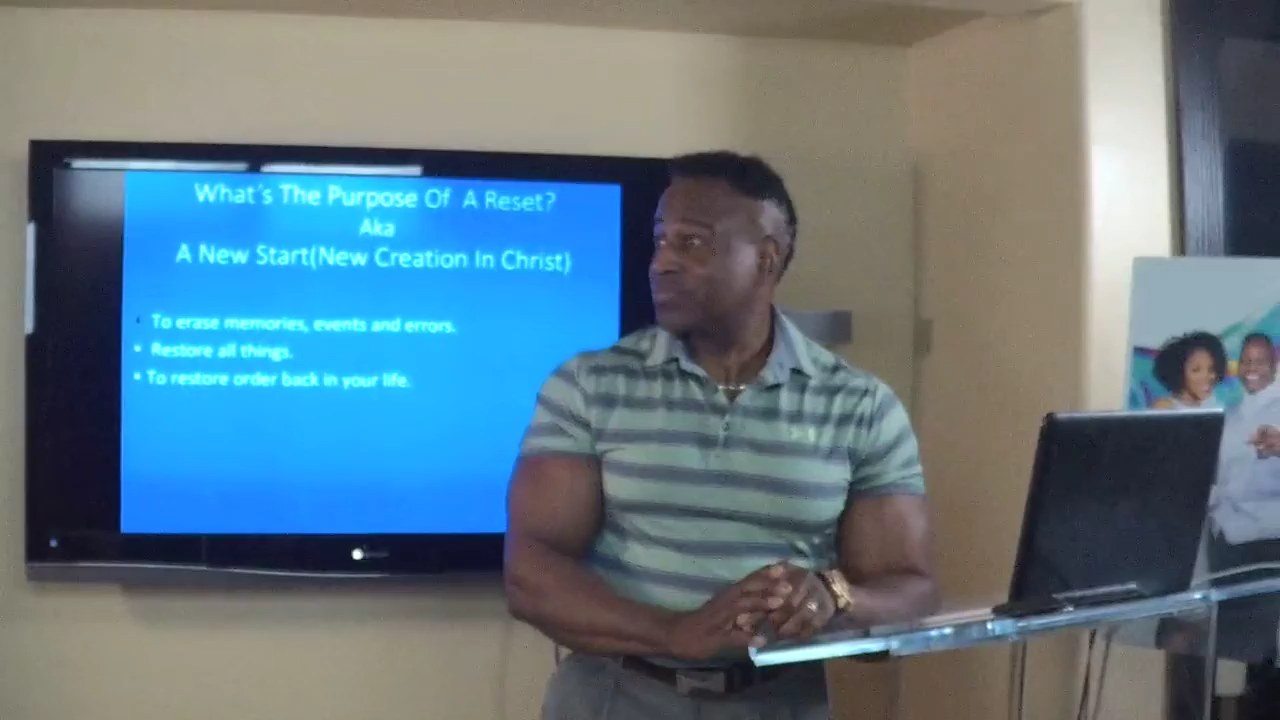 What's The Purpose Of A Reset?
Aka
A New Start(New Creation In Christ)
• To erase memories, events and errors.
• Restore all things.
• To restore order back in your life.